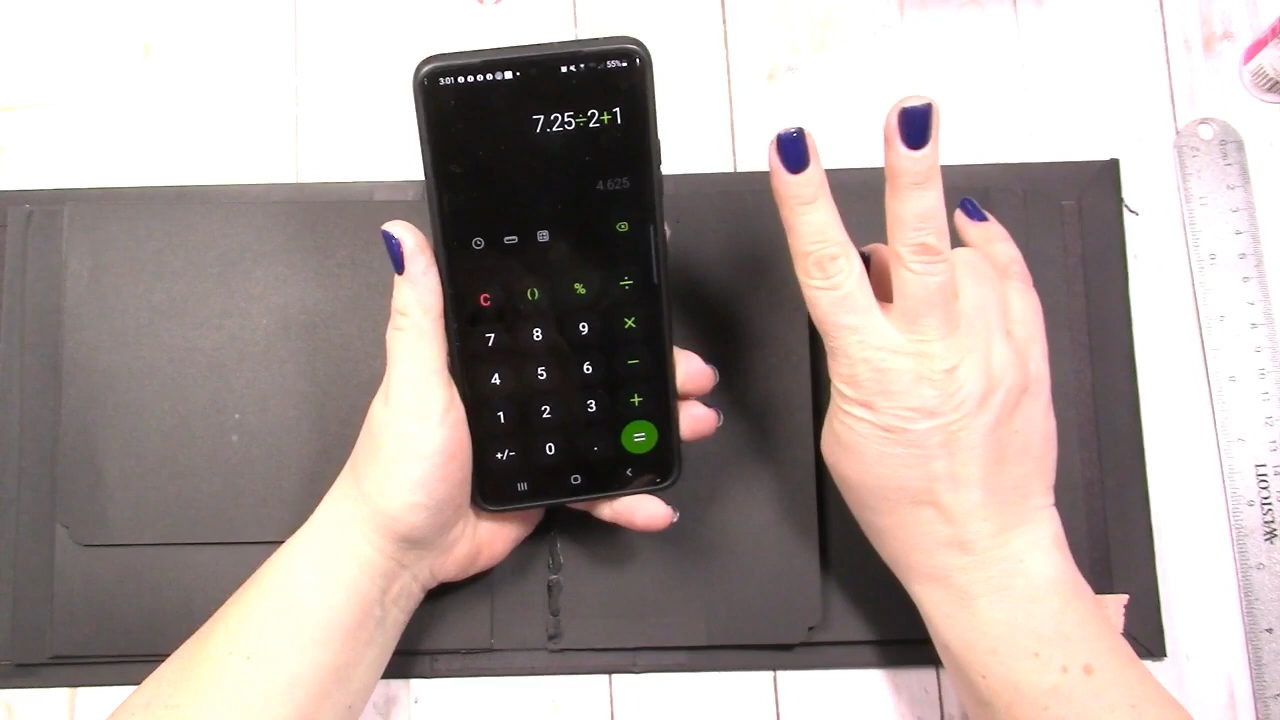 3:01 55%
7.25÷2+1
4.625
C () % ÷
7 8 9 ×
4 5 6 −
1 2 3 +
+/− 0 . =
WESTCOTT